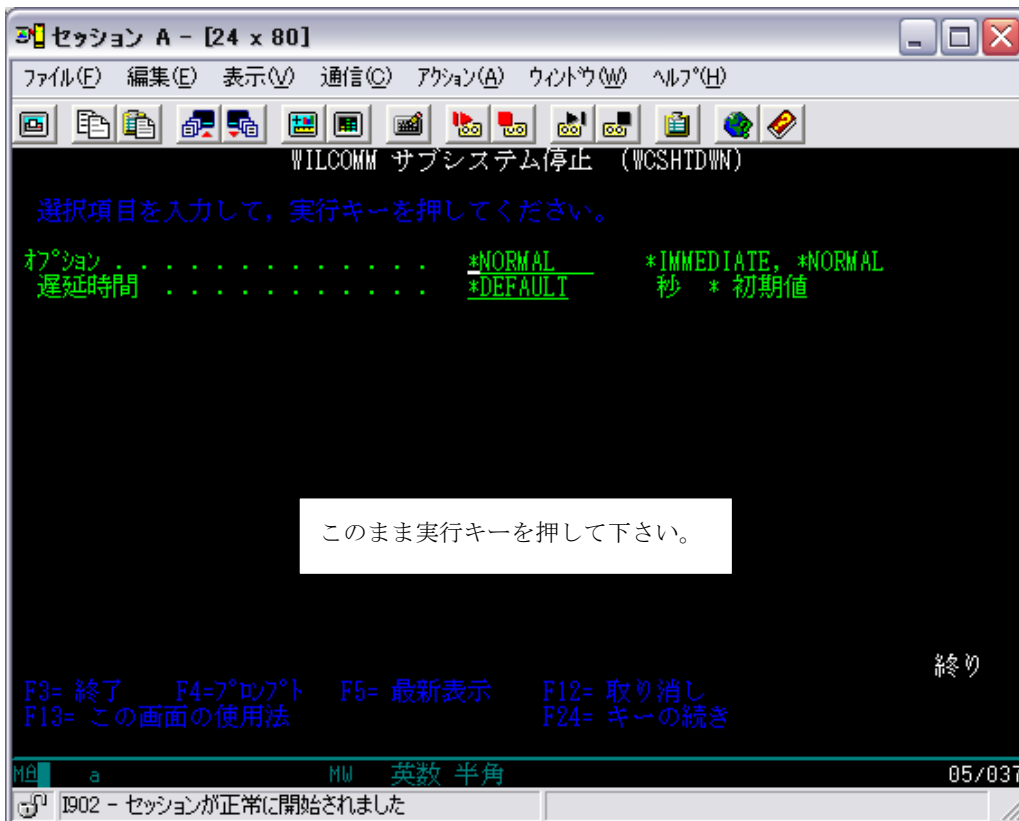 セッション A - [24 x 80]
ファイル(F) 編集(E) 表示(V) 通信(C) アクション(A) ウィンドウ(W) ヘルプ(H)
WILCOMM サブシステム停止 (WCSHTDWN)
選択項目を入力して,実行キーを押してください。
オプション . . . . . . . . . . . . . *NORMAL *IMMEDIATE, *NORMAL
遅延時間 . . . . . . . . . . . *DEFAULT 秒 * 初期値
このまま実行キーを押して下さい。
終り
F3= 終了 F4=プロンプト F5= 最新表示 F12= 取り消し
F13= この画面の使用法 F24= キーの続き
MA a MW 英数 半角 05/037
I902 - セッションが正常に開始されました